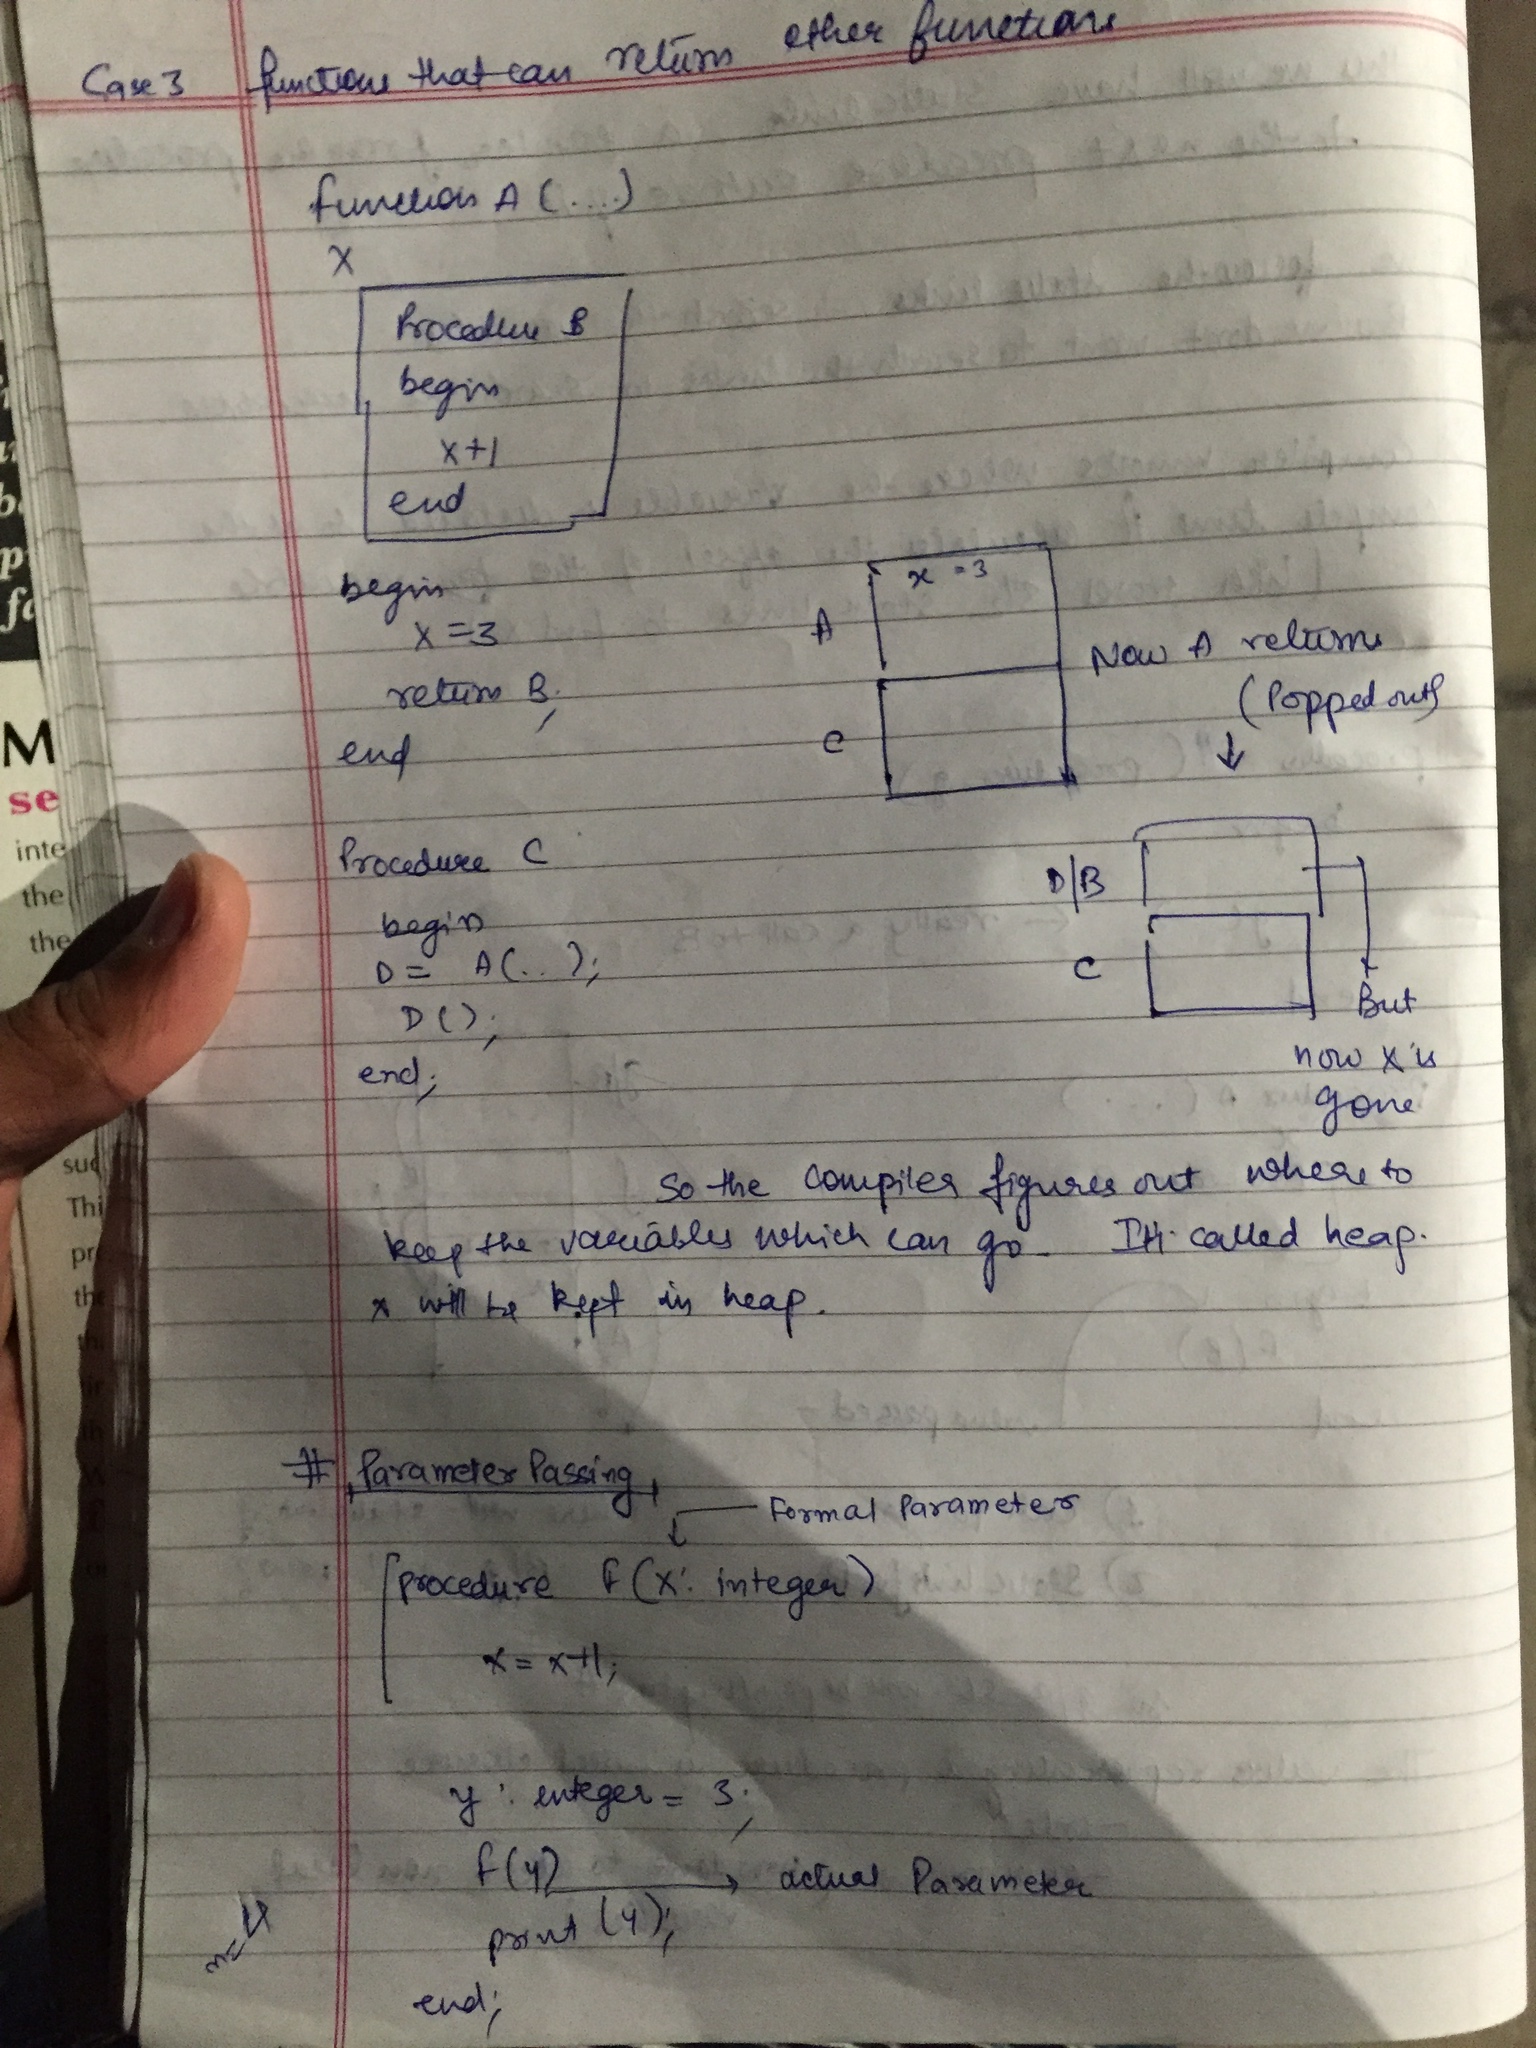 Case 3 functions that can return other functions
function A (....)
x
Procedure B
begin
x+1
end
begin
x = 3
return B;
end
x = 3
A
C
Now A returns
(Popped out)
Procedure C
begin
D = A(..);
D();
end;
D/B
C
But
now x is
gone
So the compiler figures out where to
keep the variables which can go. It's called heap.
x will be kept in heap.
# Parameter Passing
Formal Parameter
procedure f(x: integer)
x = x+1;
y : integer = 3;
f(y) → actual Parameter
print (y);
end;
M
se
inte
the
the
suc
Thi
pr
the